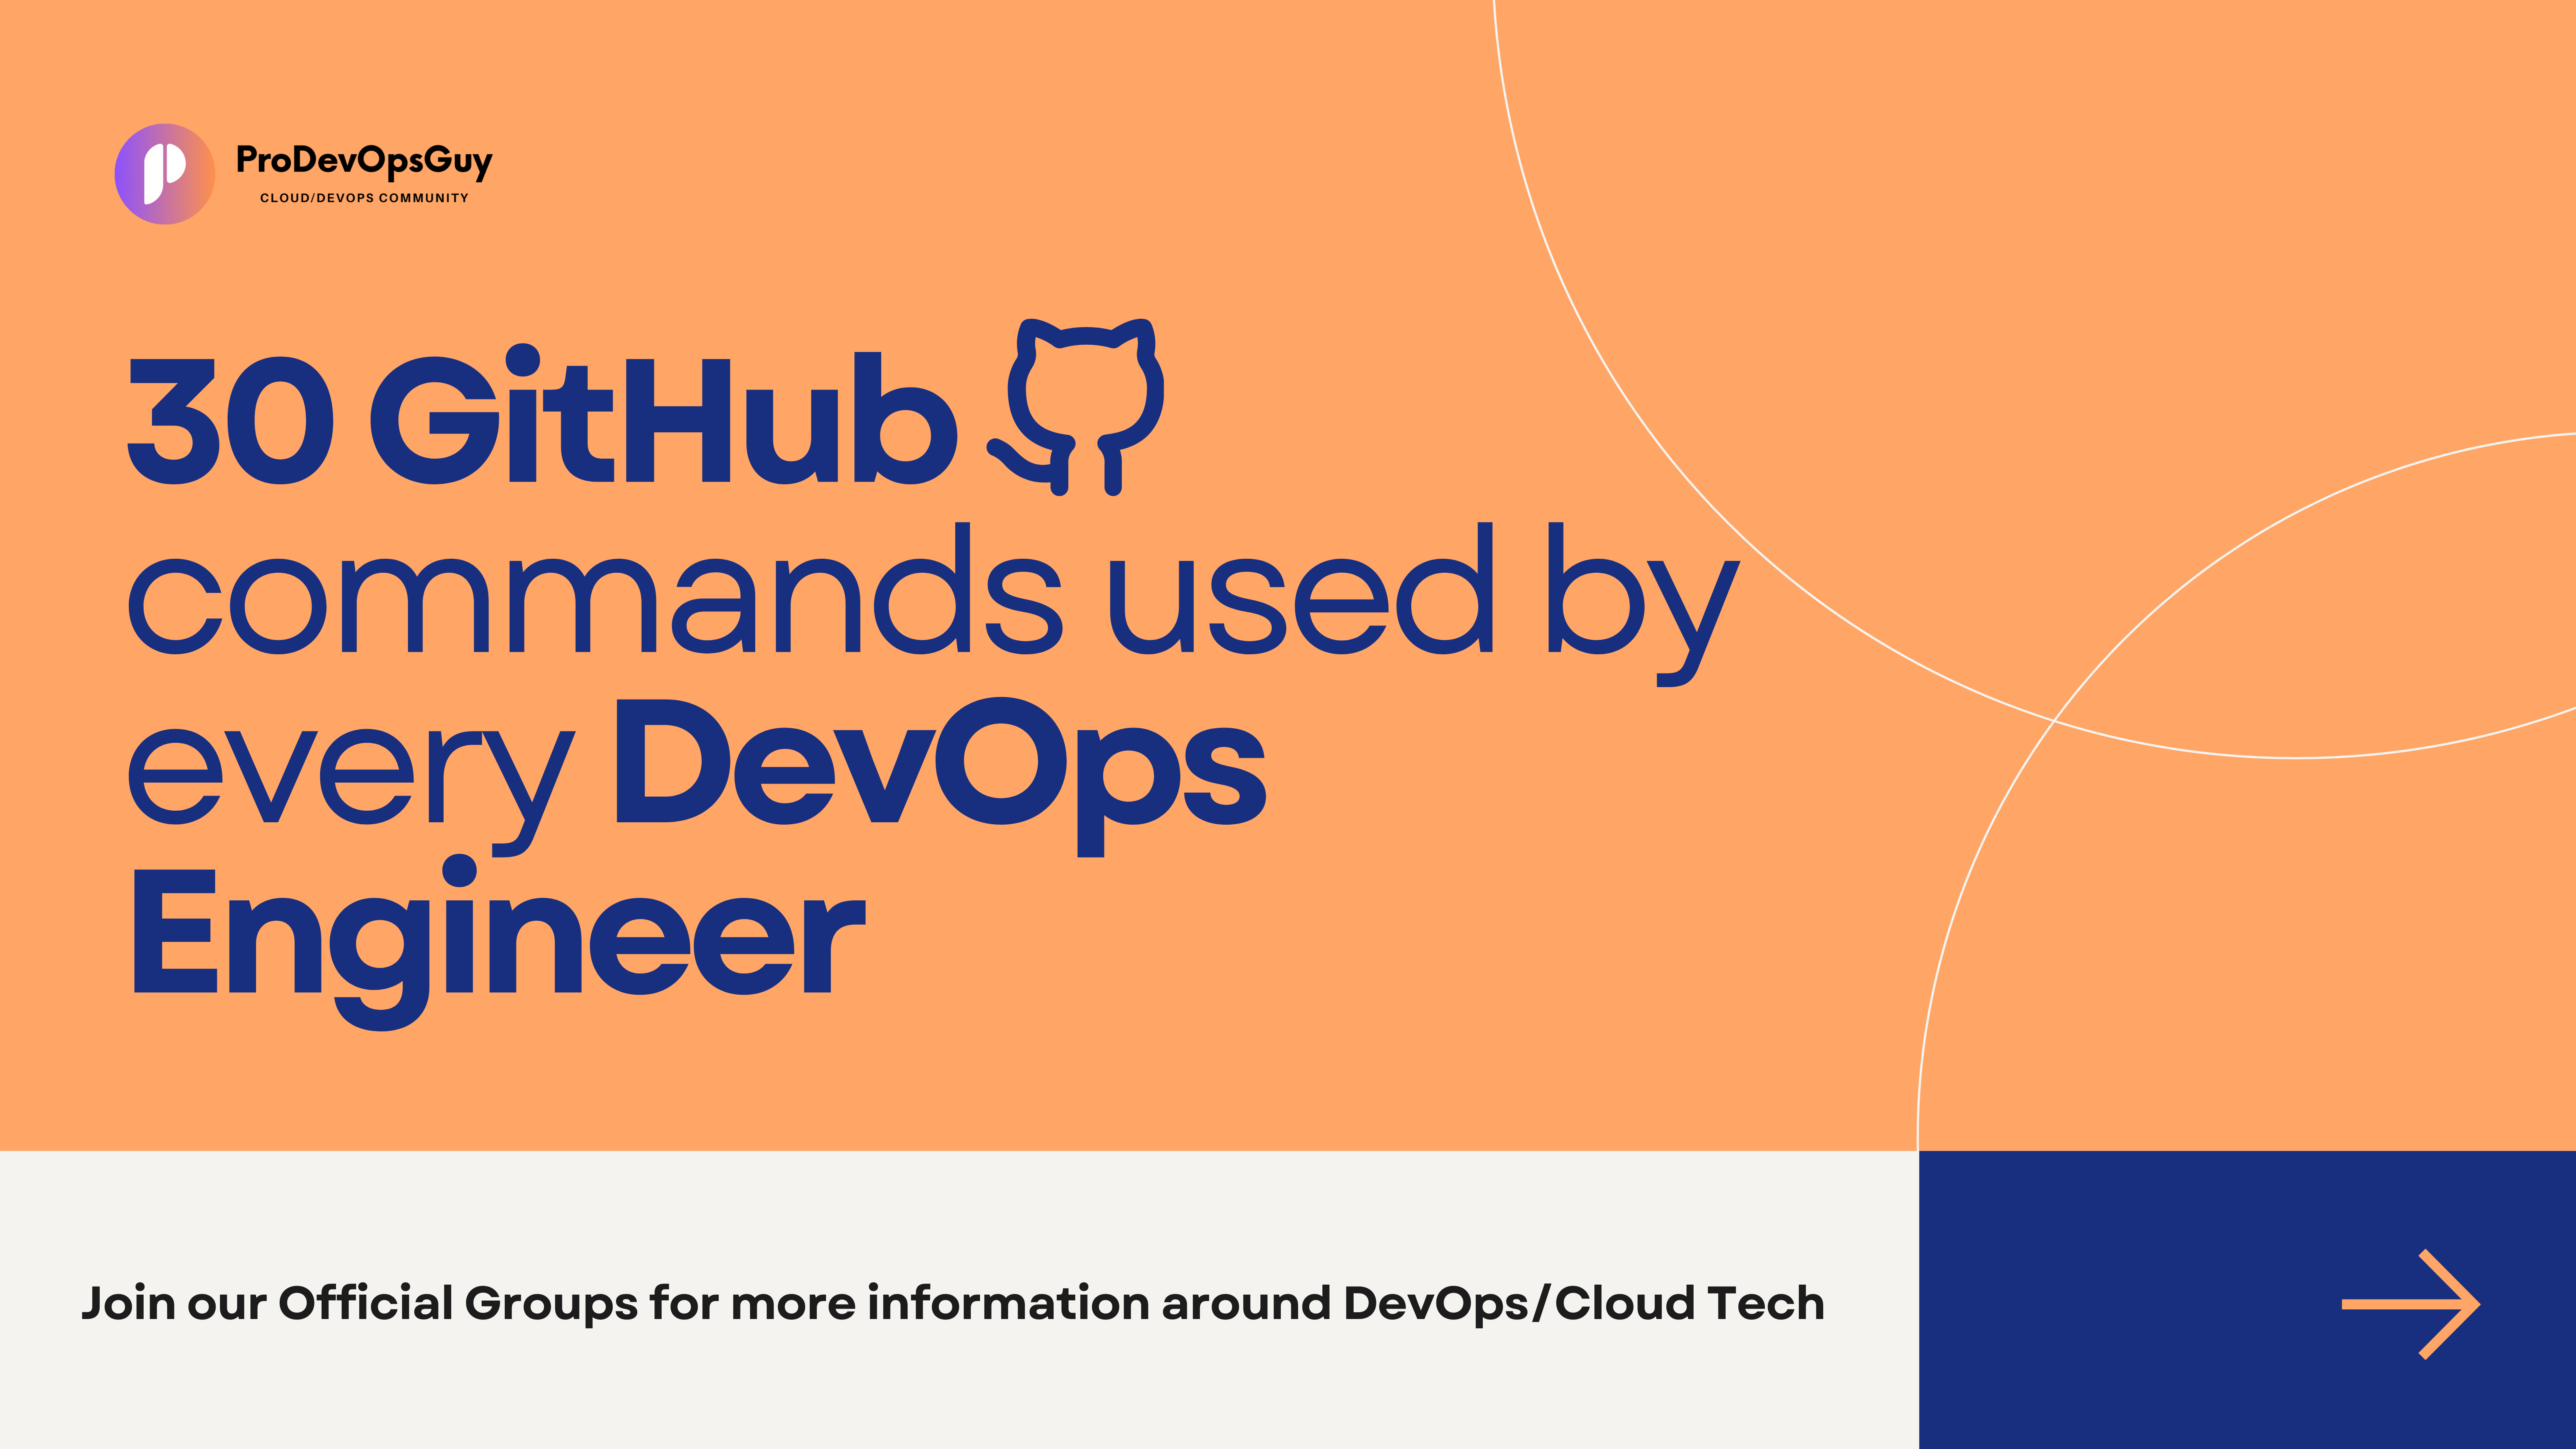 ProDevOpsGuy
CLOUD/DEVOPS COMMUNITY
30 GitHub
commands used by
every DevOps
Engineer
Join our Official Groups for more information around DevOps/Cloud Tech